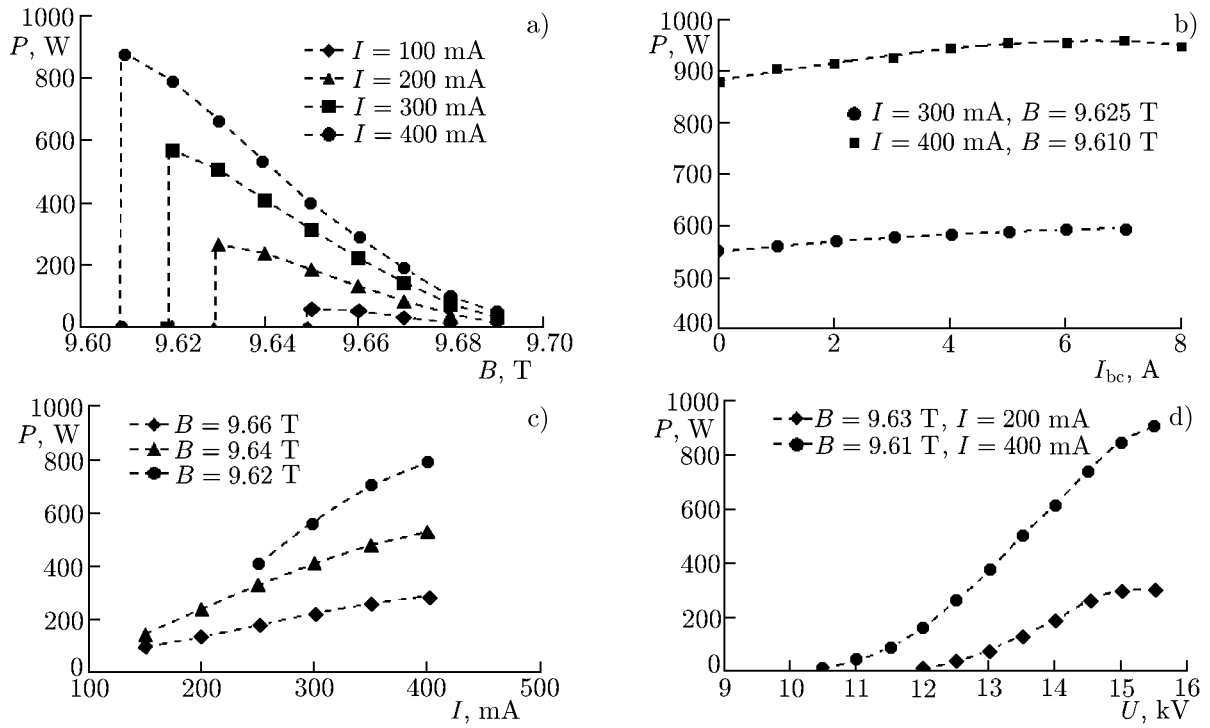 a)
P, W
1000
800
600
400
200
0
I = 100 mA
I = 200 mA
I = 300 mA
I = 400 mA
9.60 9.62 9.64 9.66 9.68 9.70
B, T
b)
P, W
1000
900
800
700
600
500
400
I = 300 mA, B = 9.625 T
I = 400 mA, B = 9.610 T
0 2 4 6 8
I_bc, A
c)
P, W
1000
800
600
400
200
0
B = 9.66 T
B = 9.64 T
B = 9.62 T
100 200 300 400 500
I, mA
d)
P, W
1000
800
600
400
200
0
B = 9.63 T, I = 200 mA
B = 9.61 T, I = 400 mA
9 10 11 12 13 14 15 16
U, kV